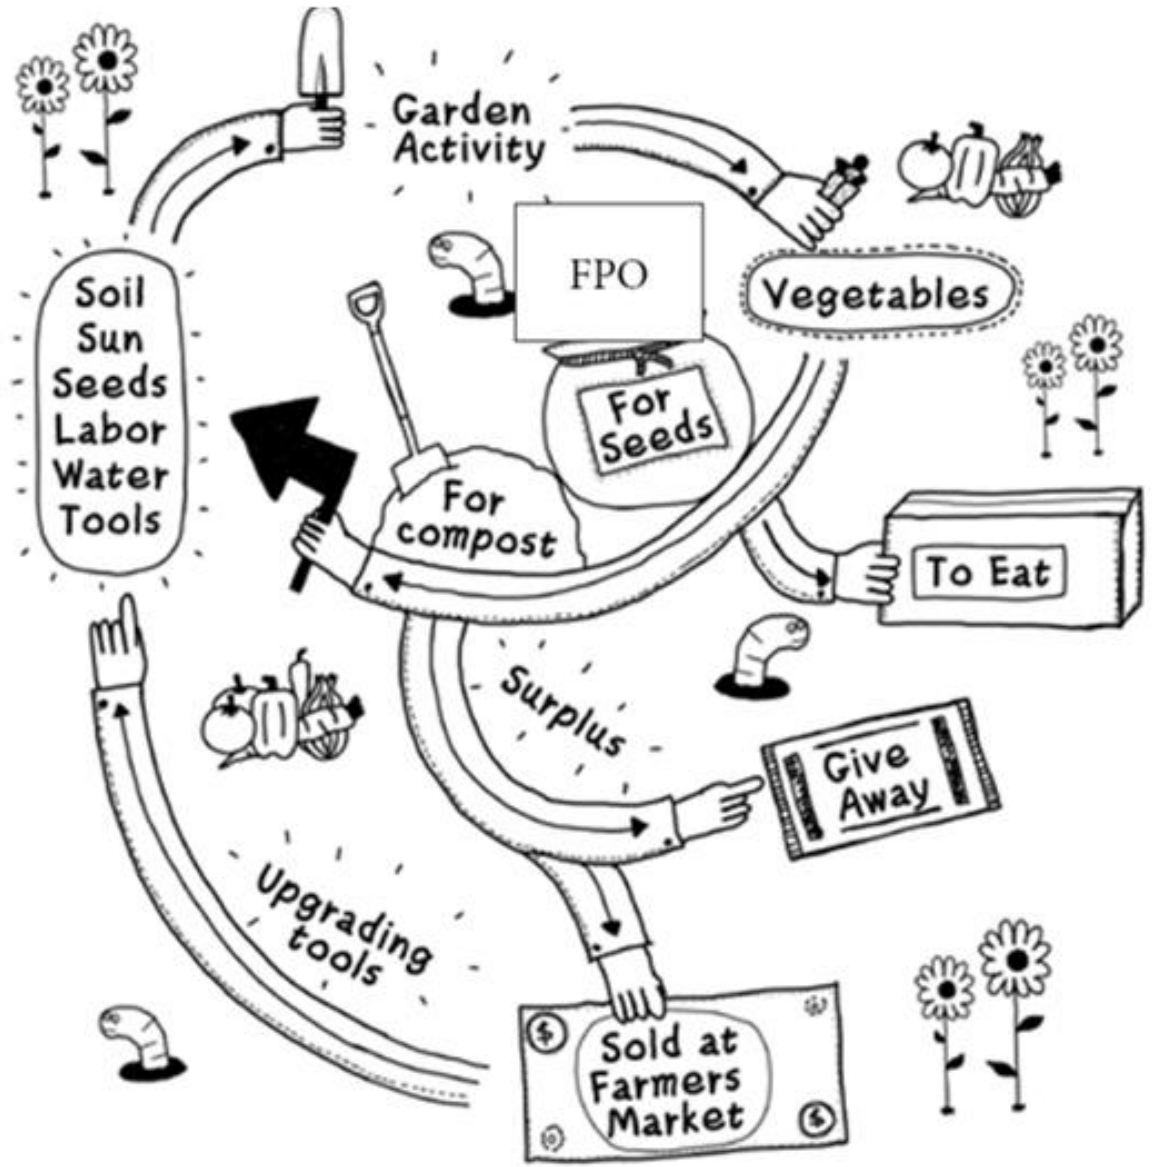 Garden
Activity
FPO
Vegetables
Soil
Sun
Seeds
Labor
Water
Tools
For
Seeds
For
compost
To Eat
Surplus
Give
Away
Upgrading
tools
$
Sold at
Farmers
Market
$